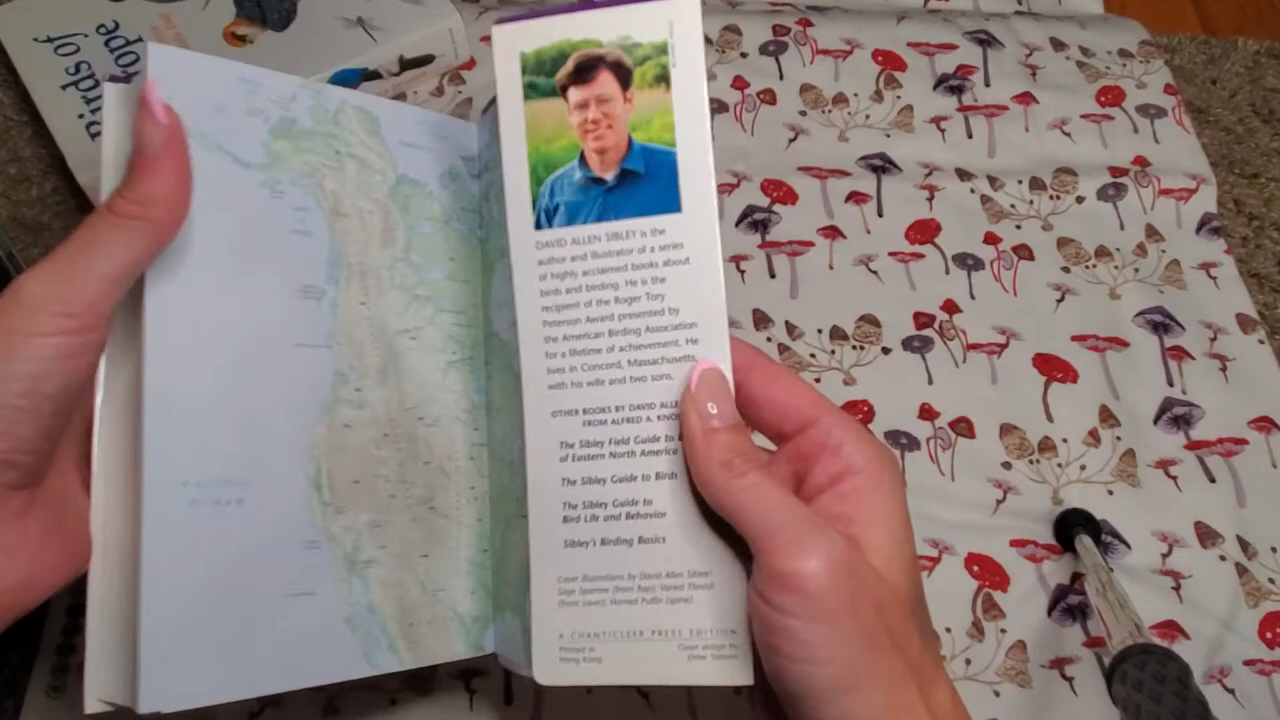 Birds of
rope
DAVID ALLEN SIBLEY is the
author and illustrator of a series
of highly acclaimed books about
birds and birding. He is the
recipient of the Roger Tory
Peterson Award presented by
the American Birding Association
for a lifetime of achievement. He
lives in Concord, Massachusetts,
with his wife and two sons.
OTHER BOOKS BY DAVID ALLE
FROM ALFRED A. KNO
The Sibley Field Guide to
of Eastern North America
The Sibley Guide to Birds
The Sibley Guide to
Bird Life and Behavior
Sibley's Birding Basics
Cover illustrations by David Allen Sibley:
Sage Sparrow (front flap); Varied Thrush
(front cover); Horned Puffin (spine)
A CHANTICLEER PRESS EDITION
Printed in
Hong Kong
Cover design by